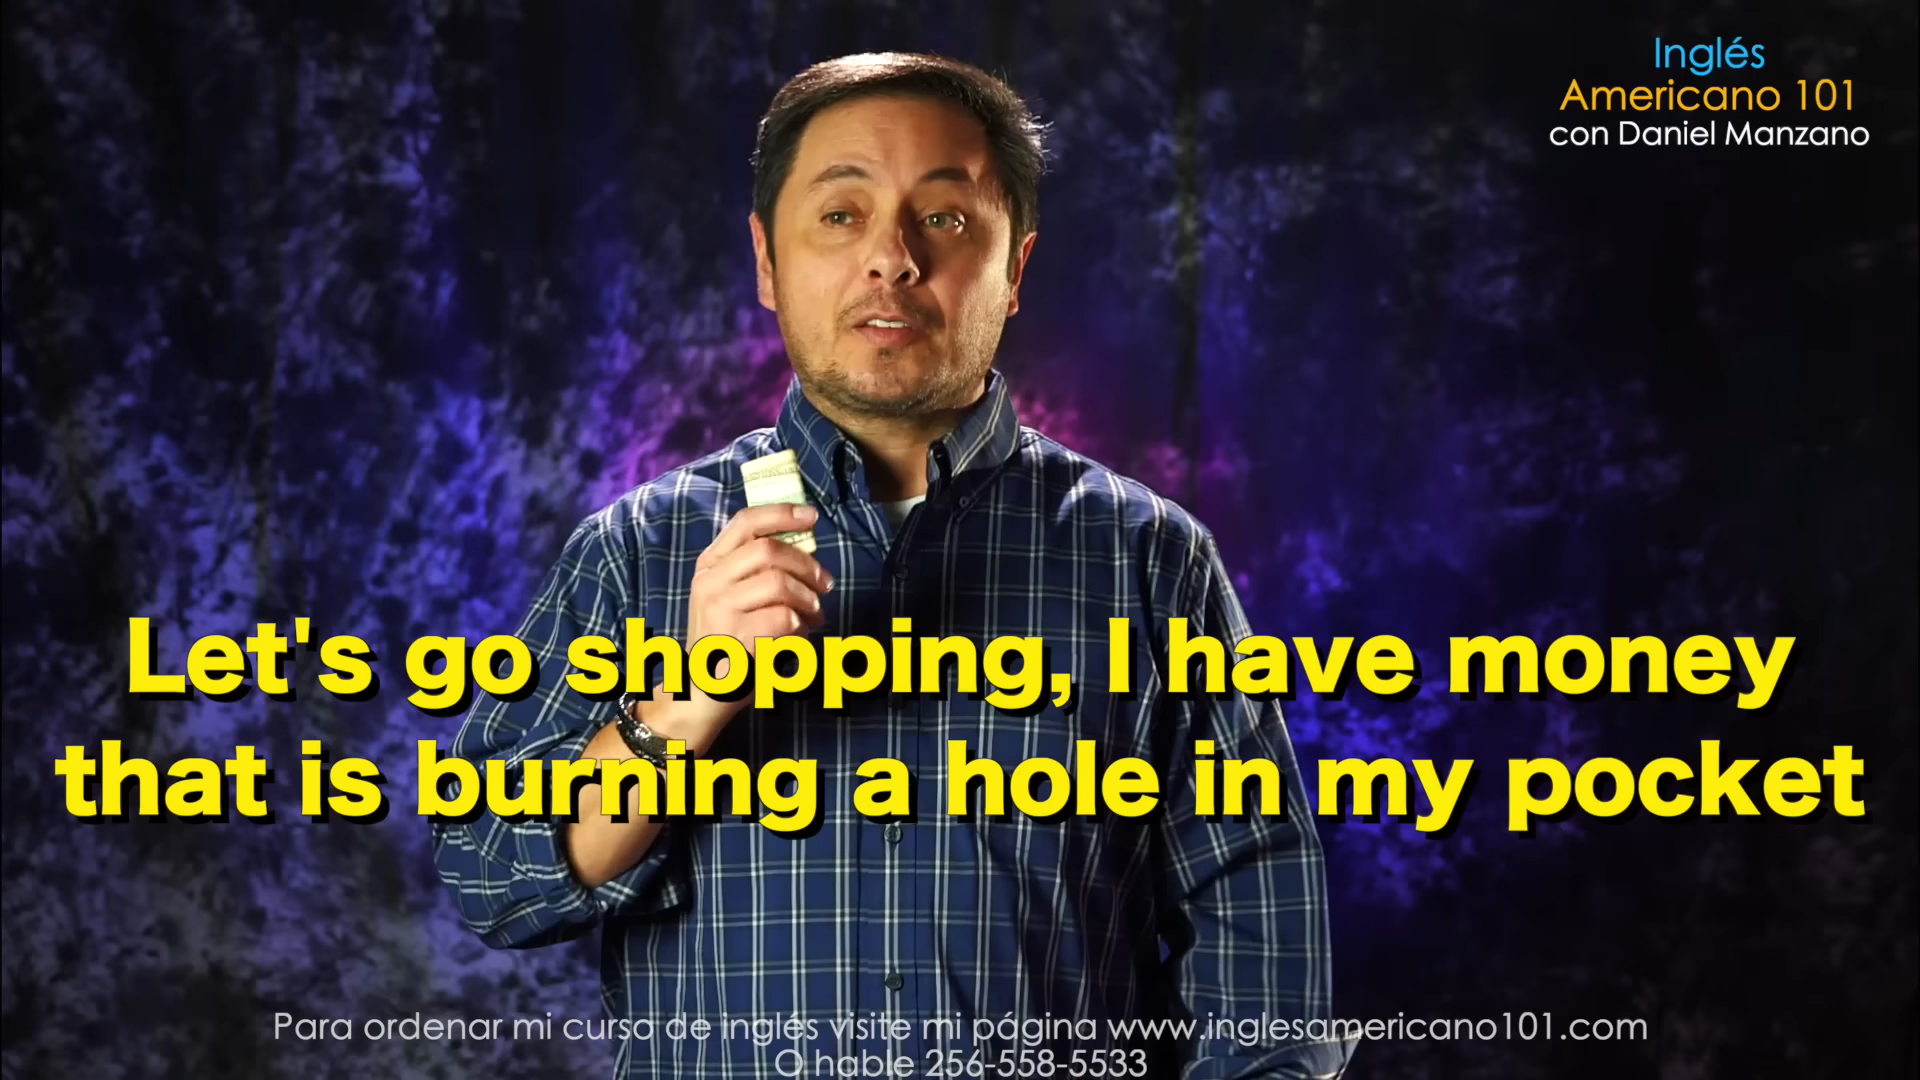 Inglés
Americano 101
con Daniel Manzano
Let's go shopping, I have money
that is burning a hole in my pocket
Para ordenar mi curso de inglés visite mi página www.inglesamericano101.com
O hable 256-558-5533